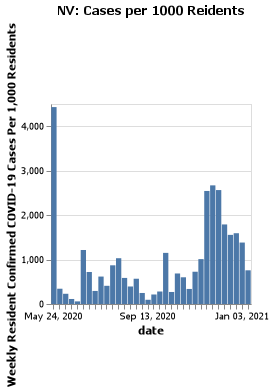 NV: Cases per 1000 Reidents
Weekly Resident Confirmed COVID-19 Cases Per 1,000 Residents
4,000
3,000
2,000
1,000
0
May 24, 2020
Sep 13, 2020
Jan 03, 2021
date